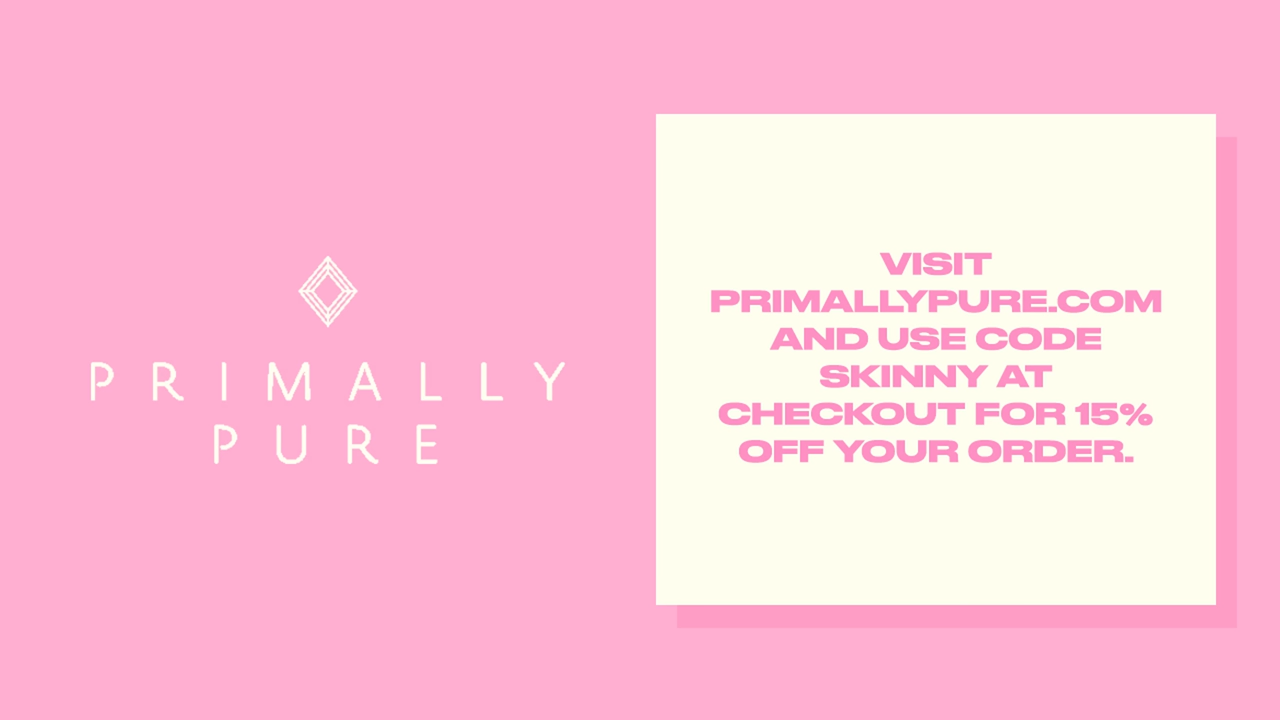 PRIMALLY
PURE
VISIT
PRIMALLYPURE.COM
AND USE CODE
SKINNY AT
CHECKOUT FOR 15%
OFF YOUR ORDER.